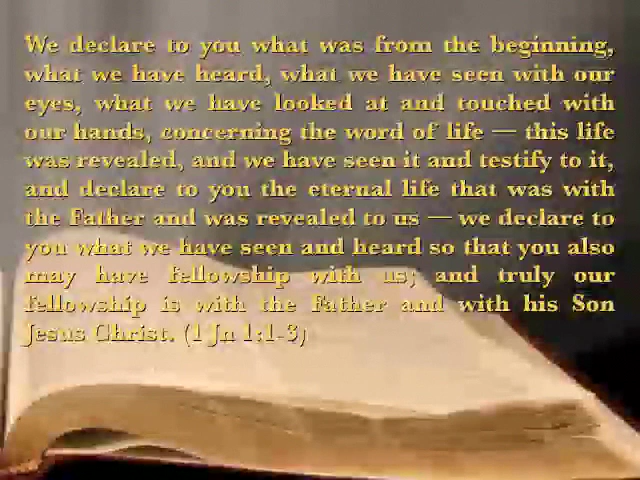 We declare to you what was from the beginning,
what we have heard, what we have seen with our
eyes, what we have looked at and touched with
our hands, concerning the word of life — this life
was revealed, and we have seen it and testify to it,
and declare to you the eternal life that was with
the Father and was revealed to us — we declare to
you what we have seen and heard so that you also
may have fellowship with us; and truly our
fellowship is with the Father and with his Son
Jesus Christ. (1 Jn 1:1-3)